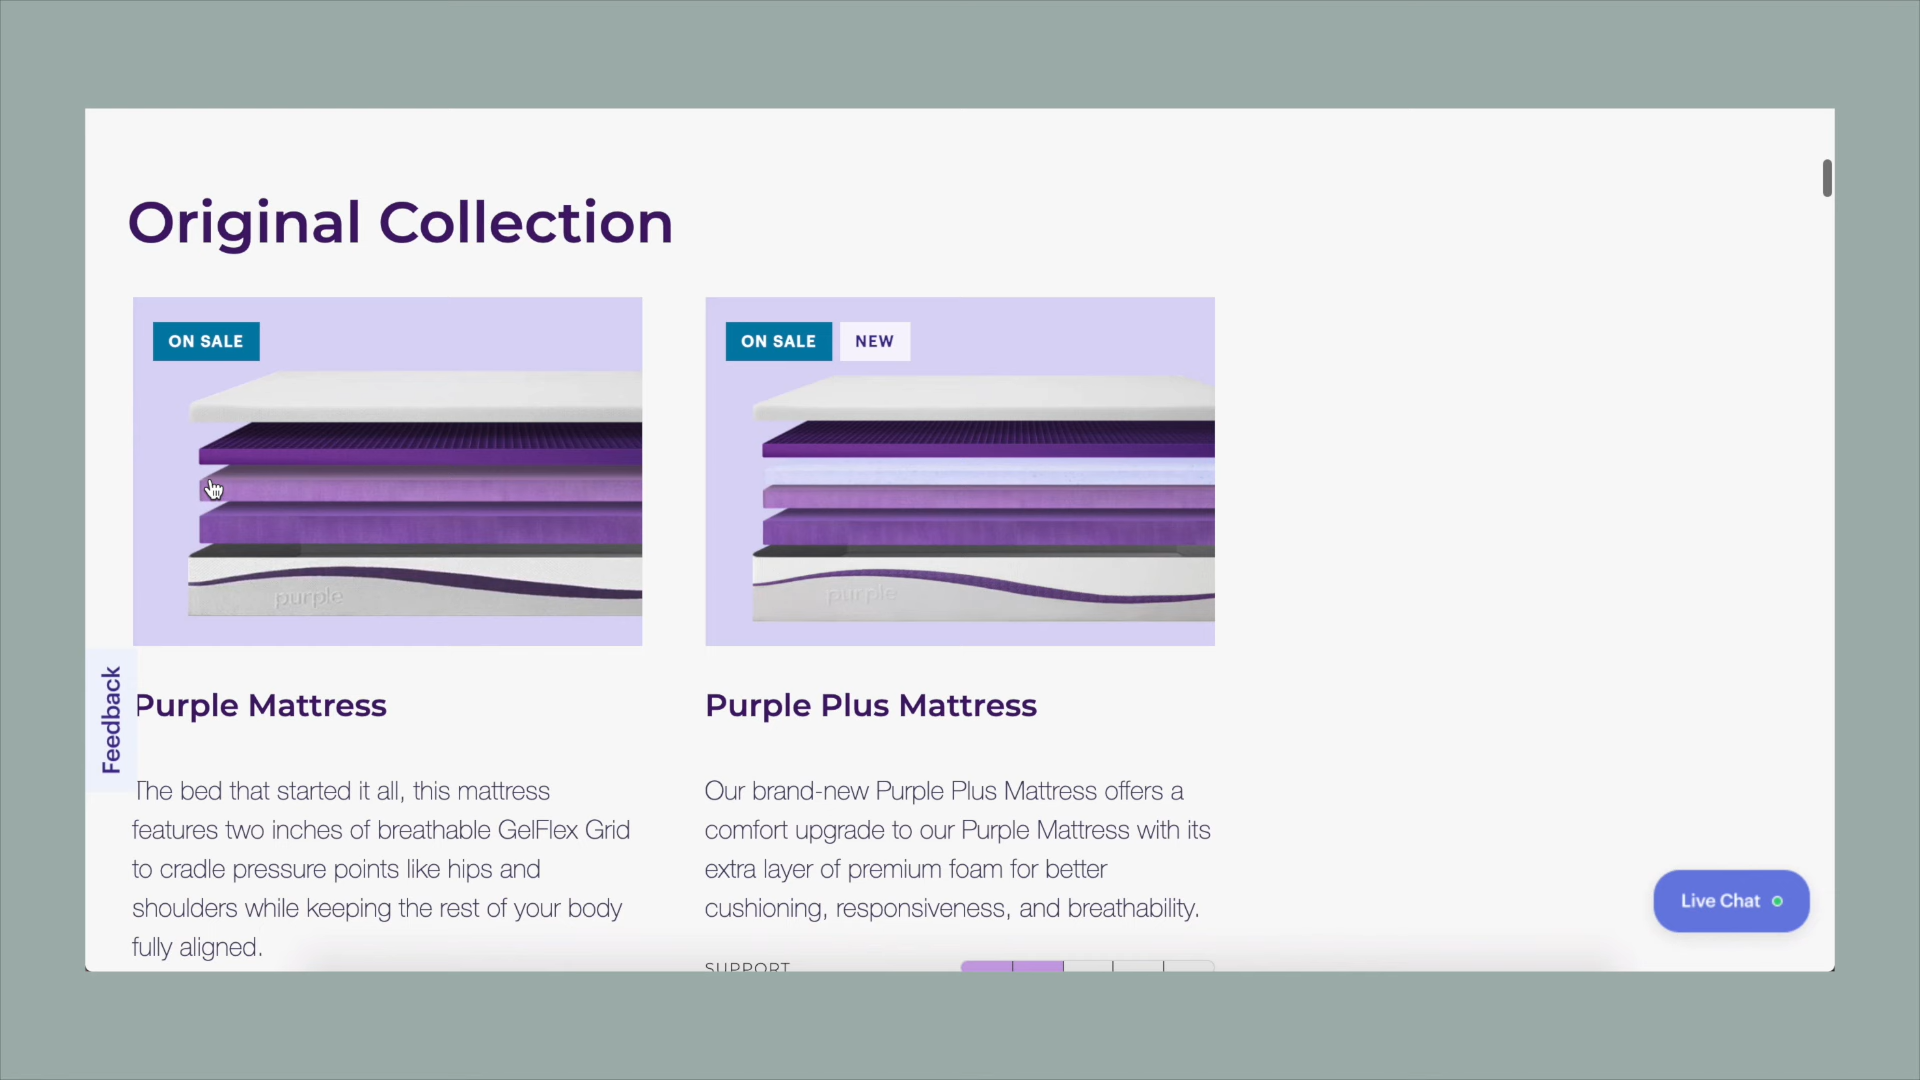 Original Collection
ON SALE
ON SALE
NEW
purple
purple
Purple Mattress
The bed that started it all, this mattress
features two inches of breathable GelFlex Grid
to cradle pressure points like hips and
shoulders while keeping the rest of your body
fully aligned.
Purple Plus Mattress
Our brand-new Purple Plus Mattress offers a
comfort upgrade to our Purple Mattress with its
extra layer of premium foam for better
cushioning, responsiveness, and breathability.
SUPPORT
Feedback
Live Chat